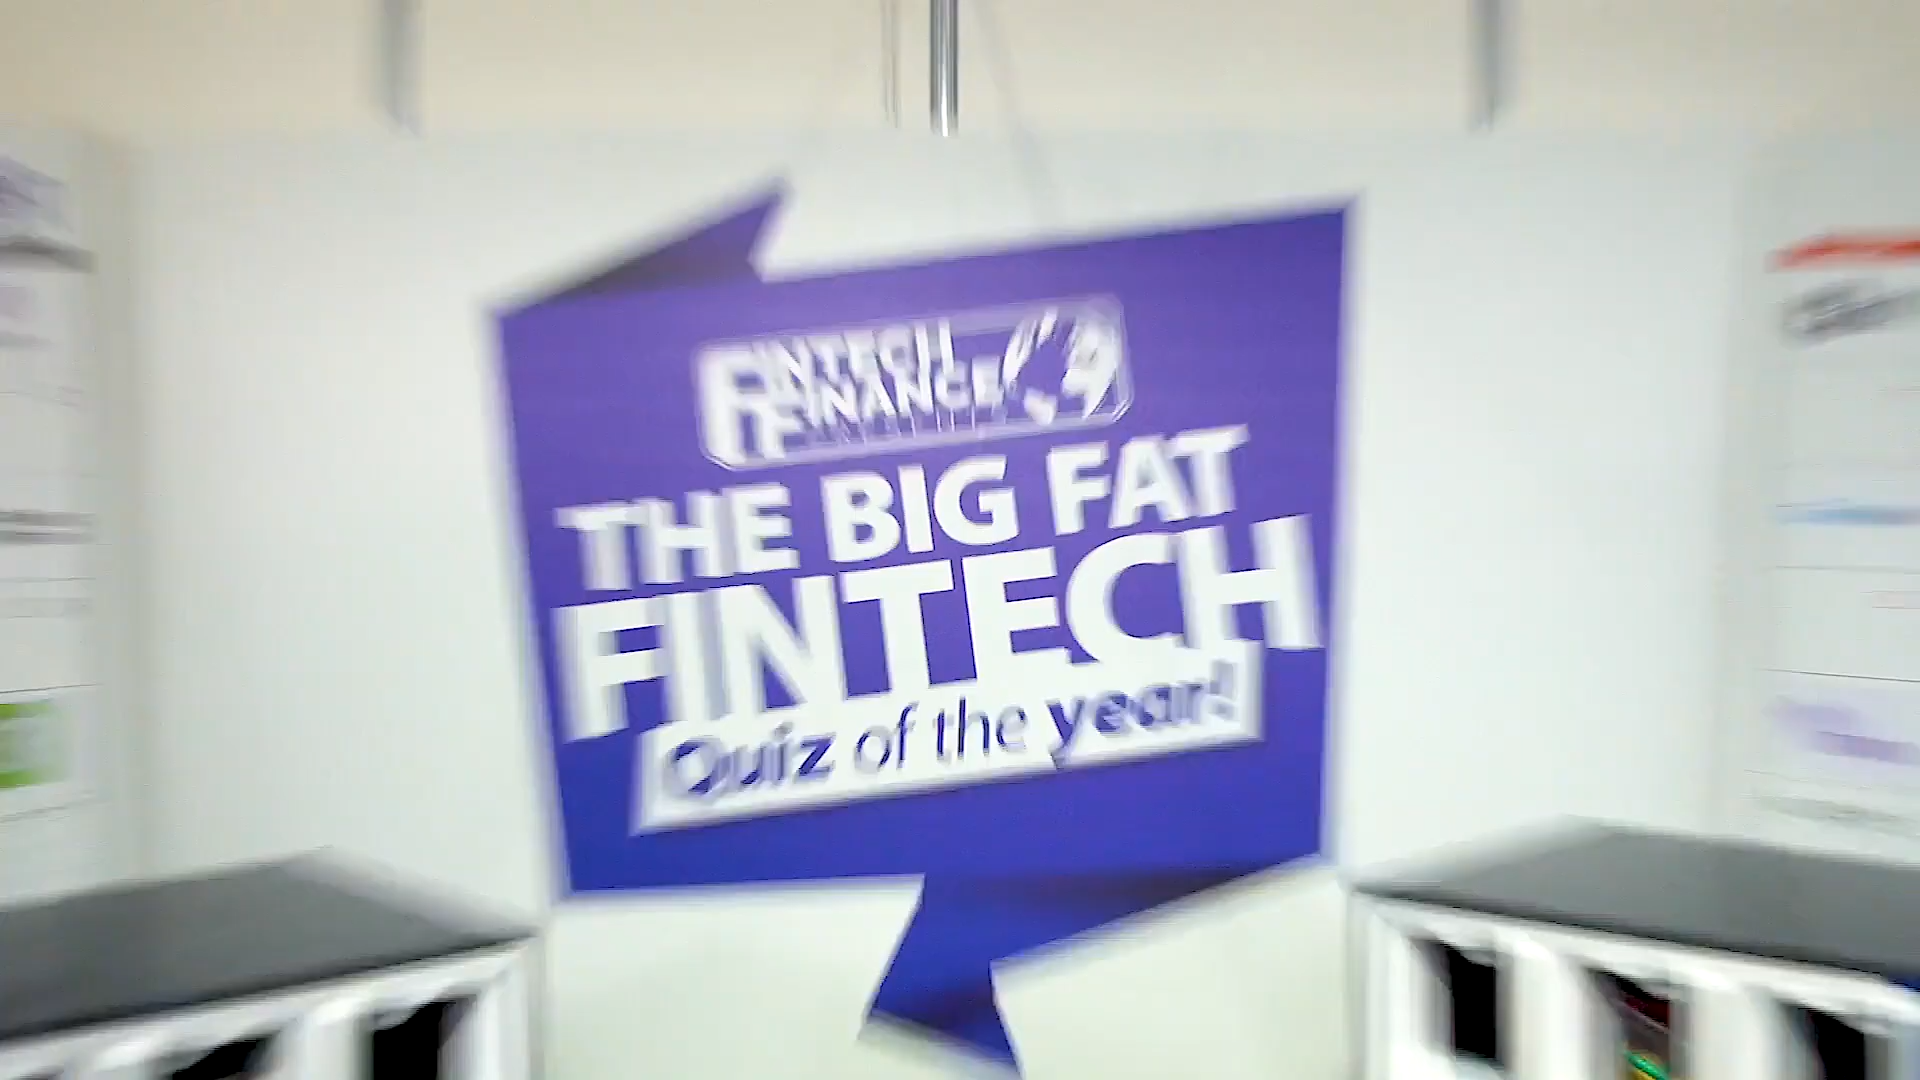 FINTECH
FINANCE
THE BIG FAT
FINTECH
Quiz of the year!